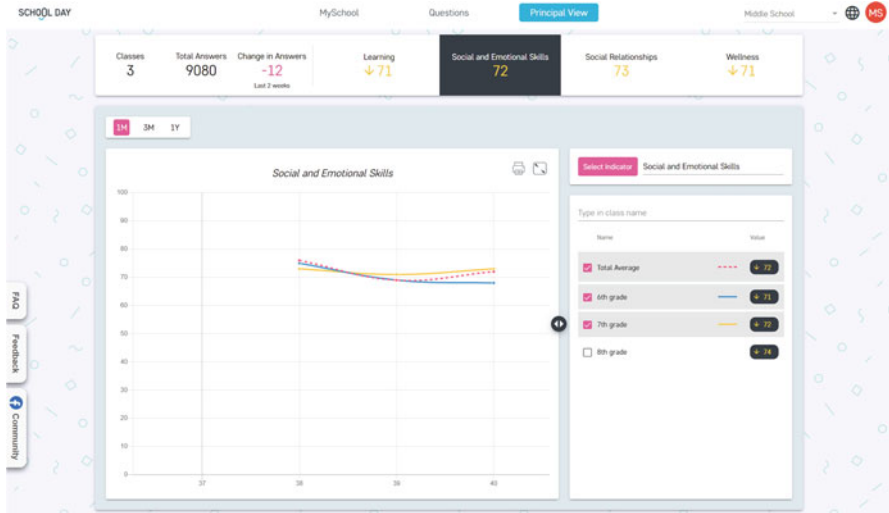 SCHOOL DAY
MySchool
Questions
Principal View
Middle School
MS
Classes
3
Total Answers
9080
Change in Answers
-12
Last 2 weeks
Learning
↓71
Social and Emotional Skills
72
Social Relationships
73
Wellness
↓71
1M 3M 1Y
Social and Emotional Skills
100
90
80
70
60
50
40
30
20
10
0
37 38 39 40
Select Indicator Social and Emotional Skills
Type in class name
Name Value
Total Average ↓ 72
6th grade ↓ 71
7th grade ↓ 72
8th grade ↓ 74
FAQ
Feedback
Community